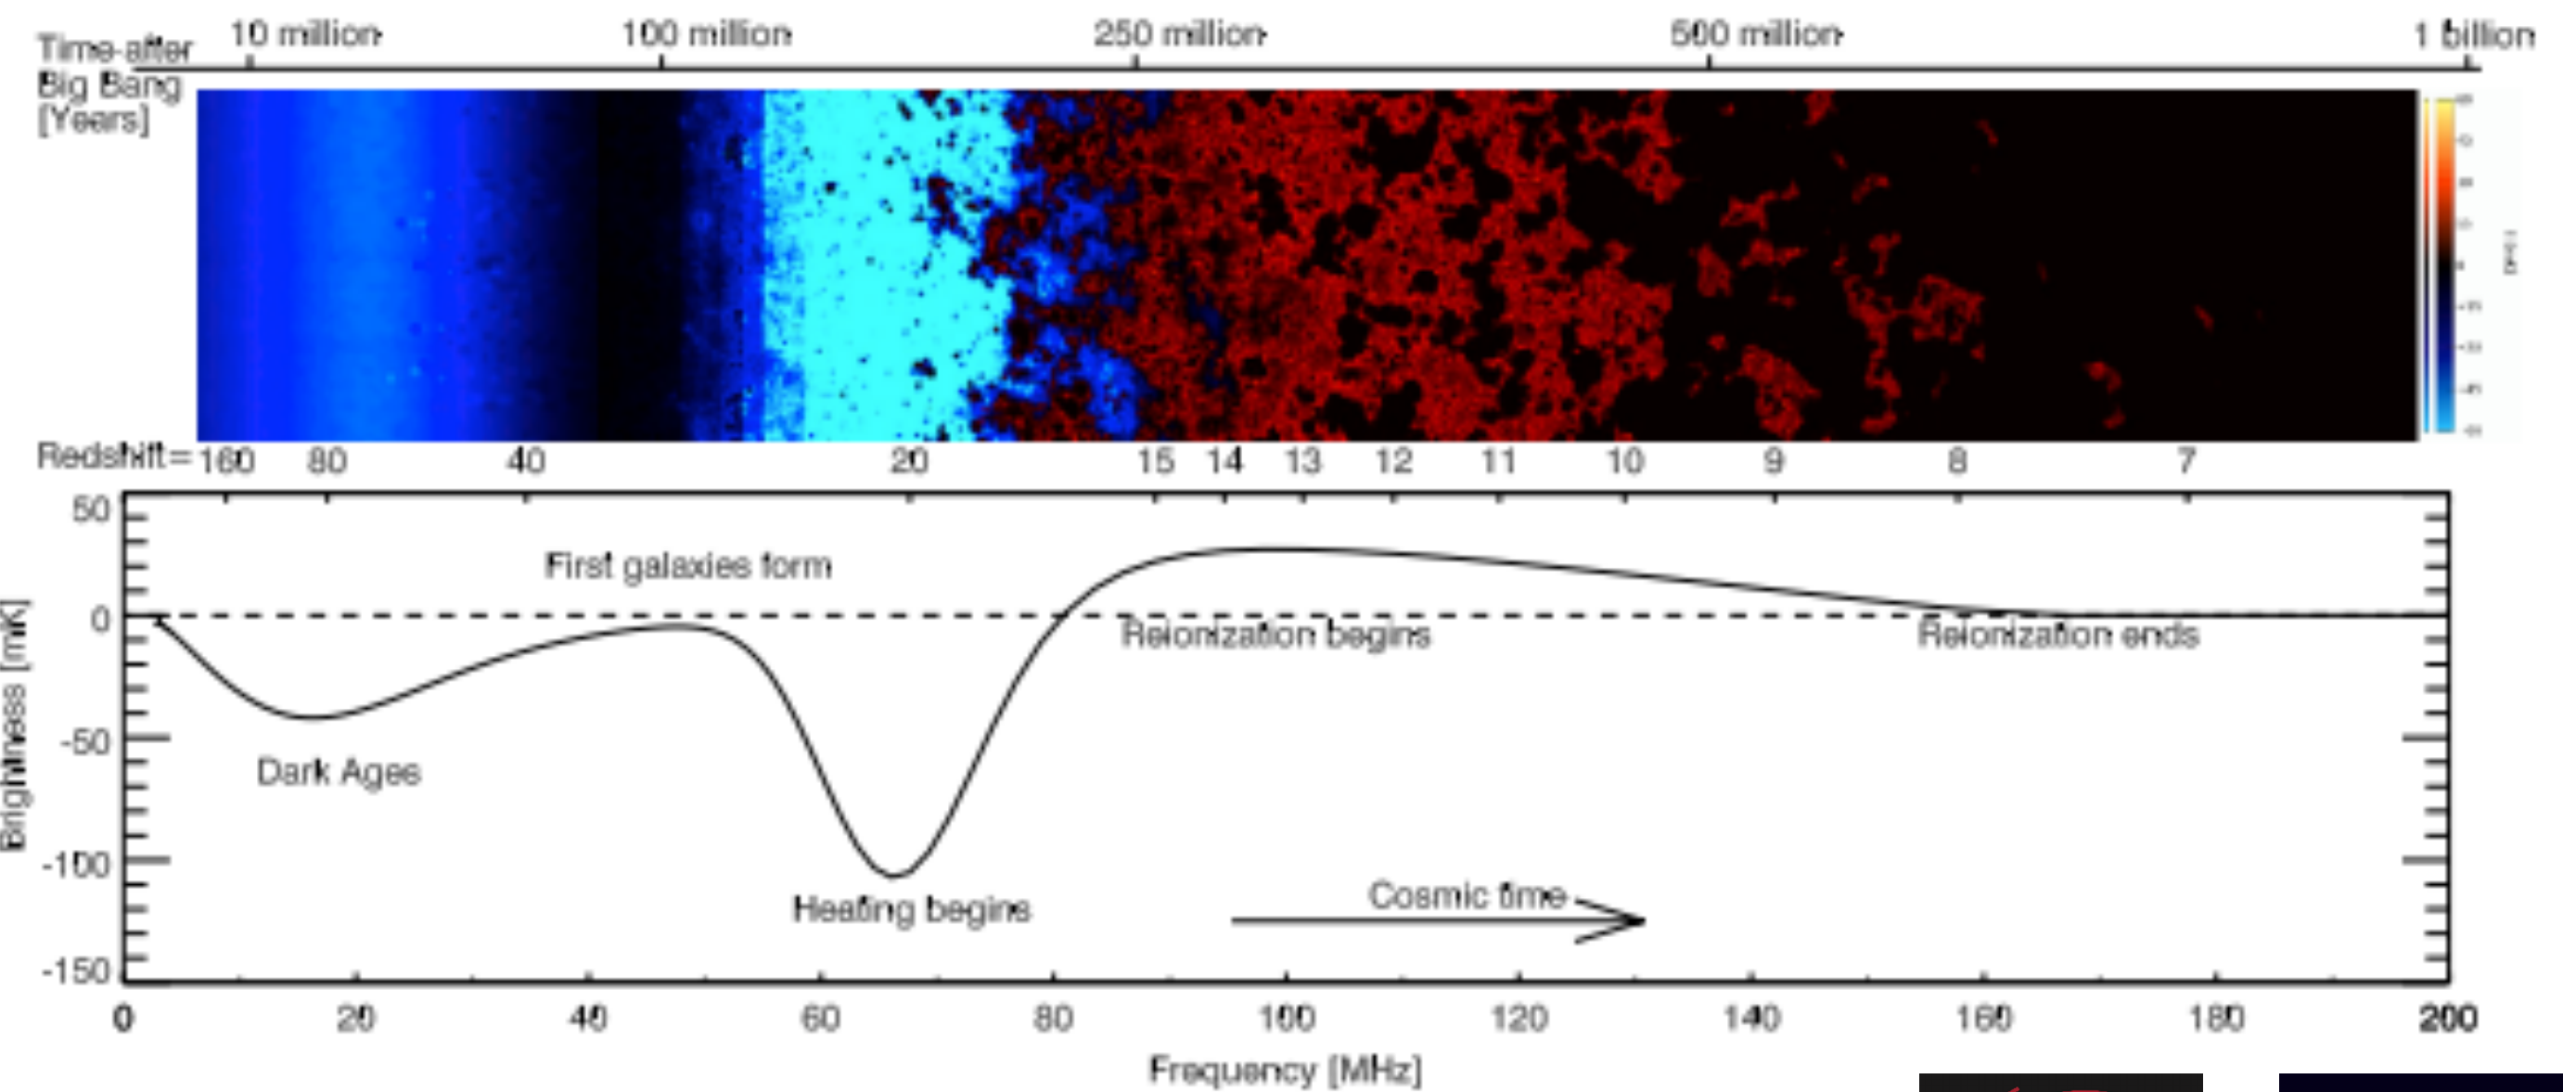 10 million 100 million 250 million 500 million 1 billion
Time after
Big Bang
[Years]
Redshift= 160 80 40 20 15 14 13 12 11 10 9 8 7
50
First galaxies form
0
Reionization begins Reionization ends
Brightness [mK]
-50
Dark Ages
-100
Cosmic time
Heating begins
-150
0 20 40 60 80 100 120 140 160 180 200
Frequency [MHz]